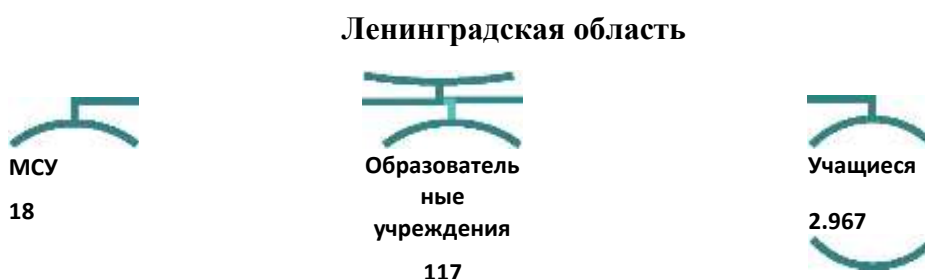 Ленинградская область
МСУ
18
Образователь
ные
учреждения
117
Учащиеся
2.967